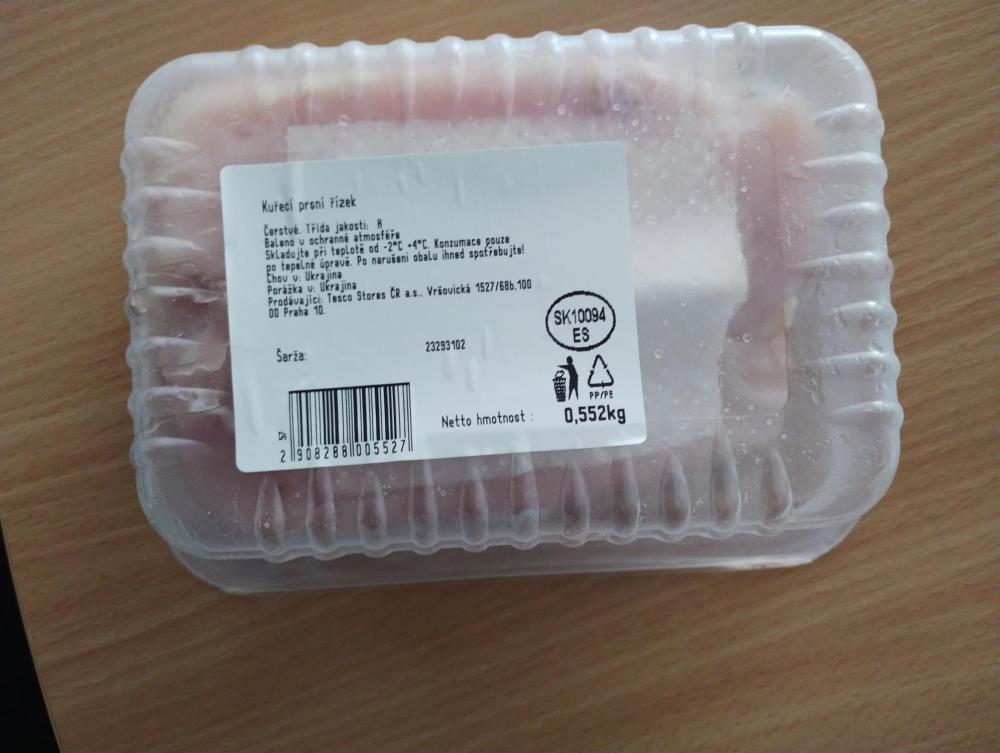 Kuřecí prsní řízek
Čerstvé. Třída jakosti: A
Baleno v ochranné atmosféře
Skladujte při teplotě od -2°C +4°C. Konzumace pouze
po tepelné úpravě. Po narušení obalu ihned spotřebujte!
Chov v: Ukrajina
Porážka v: Ukrajina
Prodávající: Tesco Stores ČR a.s., Vršovická 1527/68b,100
00 Praha 10.
SK10094
ES
Šarža: 23293102
PP/PE
Netto hmotnost : 0,552kg
2 908288 005527